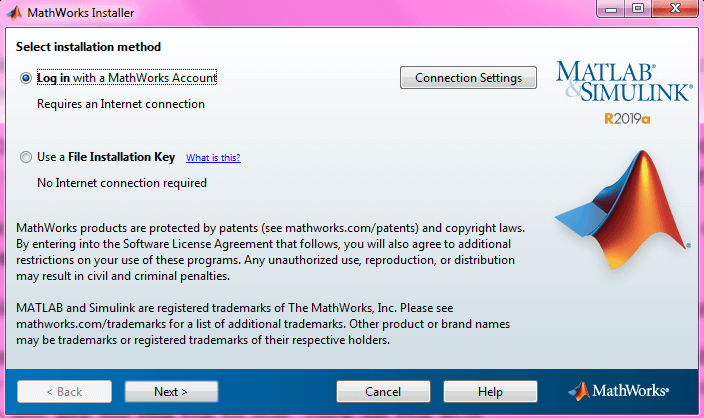 MathWorks Installer
Select installation method
Log in with a MathWorks Account
Connection Settings
Requires an Internet connection
MATLAB®
&SIMULINK®
R2019a
Use a File Installation Key What is this?
No Internet connection required
MathWorks products are protected by patents (see mathworks.com/patents) and copyright laws.
By entering into the Software License Agreement that follows, you will also agree to additional
restrictions on your use of these programs. Any unauthorized use, reproduction, or distribution
may result in civil and criminal penalties.
®
MATLAB and Simulink are registered trademarks of The MathWorks, Inc. Please see
mathworks.com/trademarks for a list of additional trademarks. Other product or brand names
may be trademarks or registered trademarks of their respective holders.
< Back
Next >
Cancel
Help
MathWorks®